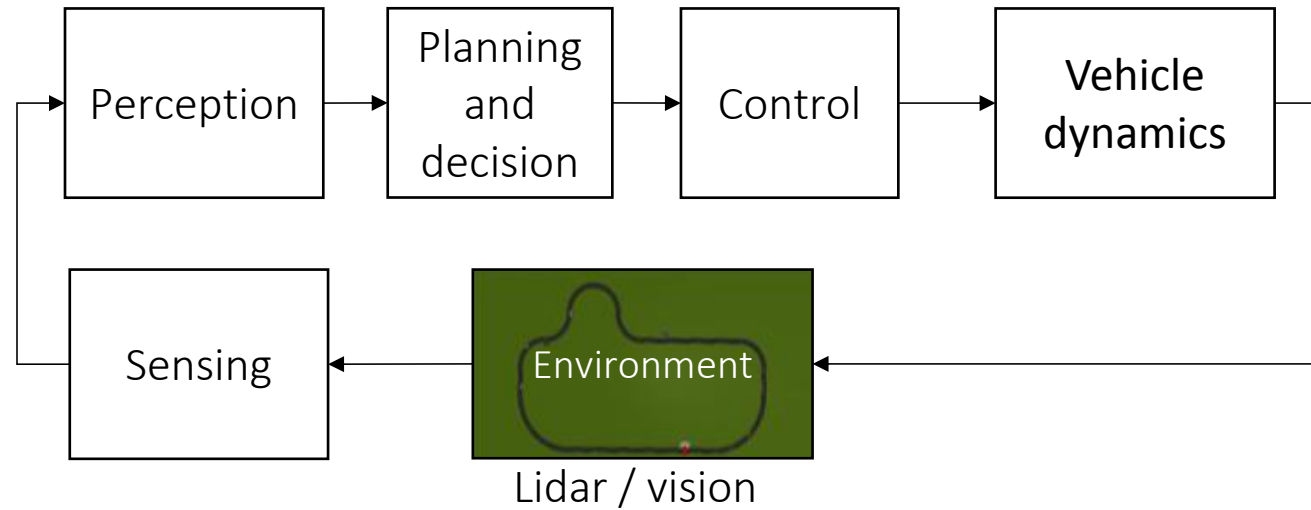 Perception
Planning
and
decision
Control
Vehicle
dynamics
Sensing
Environment
Lidar / vision